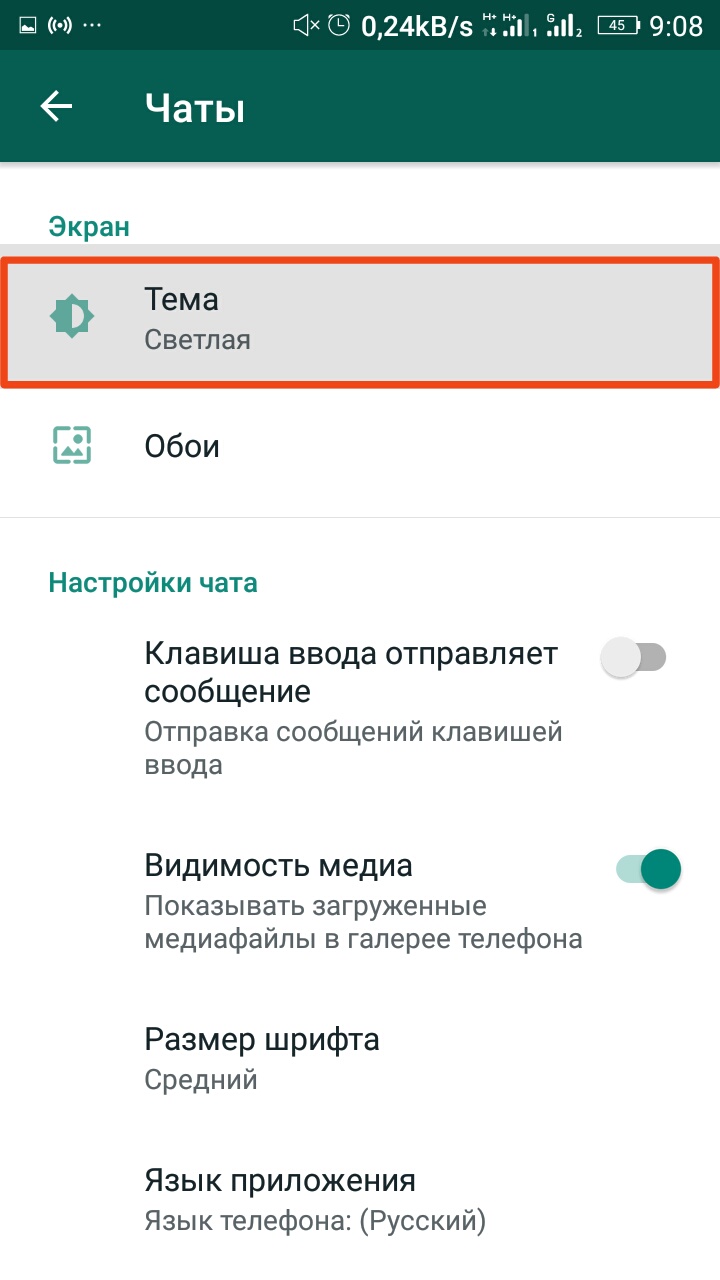 0,24kB/s H+ H+ 1 G 2 45 9:08
Чаты
Экран
Тема
Светлая
Обои
Настройки чата
Клавиша ввода отправляет
сообщение
Отправка сообщений клавишей
ввода
Видимость медиа
Показывать загруженные
медиафайлы в галерее телефона
Размер шрифта
Средний
Язык приложения
Язык телефона: (Русский)